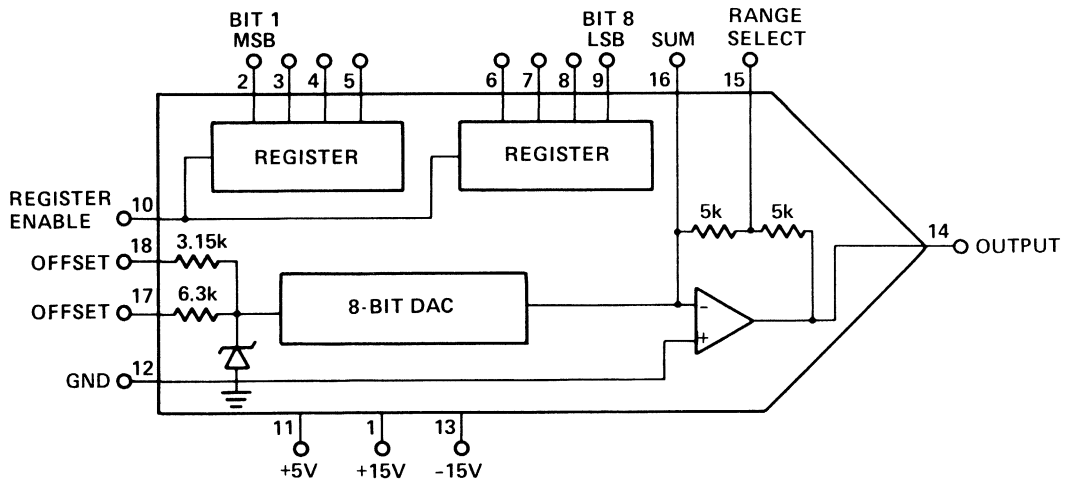 BIT 1
MSB
BIT 8
LSB
SUM
RANGE
SELECT
2
3
4
5
6
7
8
9
16
15
REGISTER
REGISTER
REGISTER
ENABLE
10
OFFSET
18
3.15k
OFFSET
17
6.3k
8-BIT DAC
5k
5k
-
+
14
OUTPUT
GND
12
11
1
13
+5V
+15V
-15V